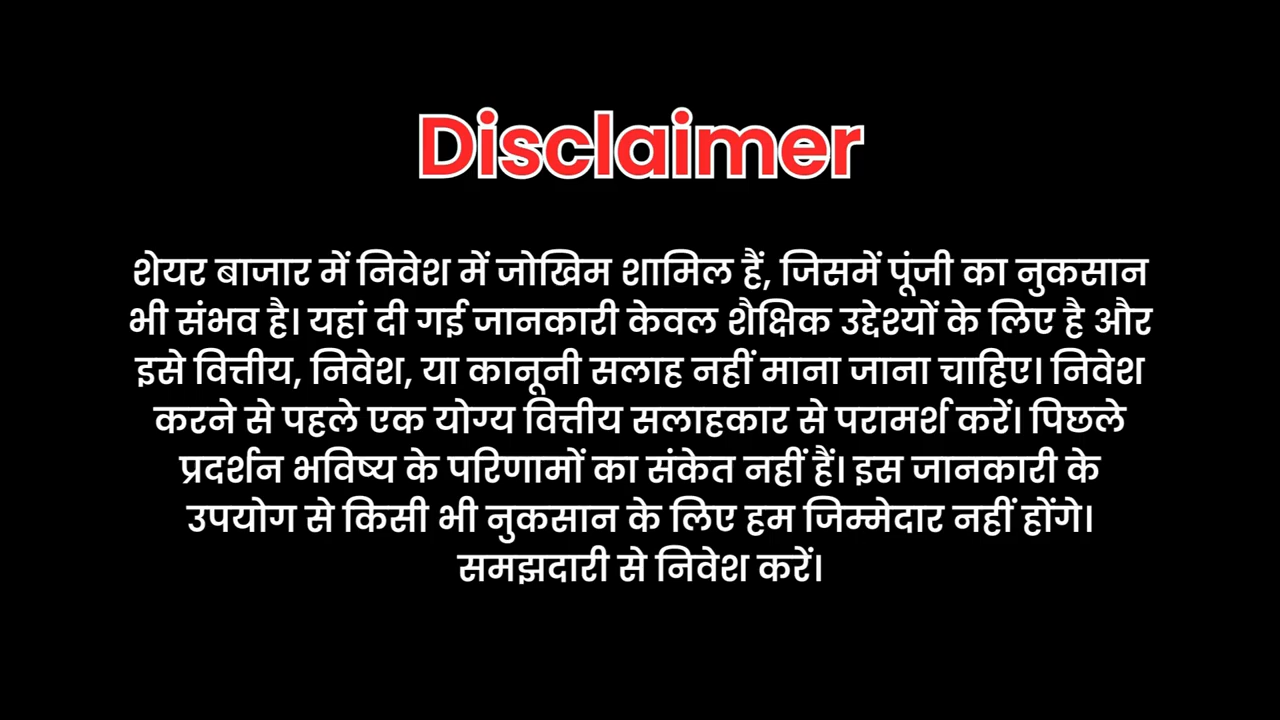 Disclaimer
शेयर बाजार में निवेश में जोखिम शामिल हैं, जिसमें पूंजी का नुकसान
भी संभव है। यहां दी गई जानकारी केवल शैक्षिक उद्देश्यों के लिए है और
इसे वित्तीय, निवेश, या कानूनी सलाह नहीं माना जाना चाहिए। निवेश
करने से पहले एक योग्य वित्तीय सलाहकार से परामर्श करें। पिछले
प्रदर्शन भविष्य के परिणामों का संकेत नहीं हैं। इस जानकारी के
उपयोग से किसी भी नुकसान के लिए हम जिम्मेदार नहीं होंगे।
समझदारी से निवेश करें।